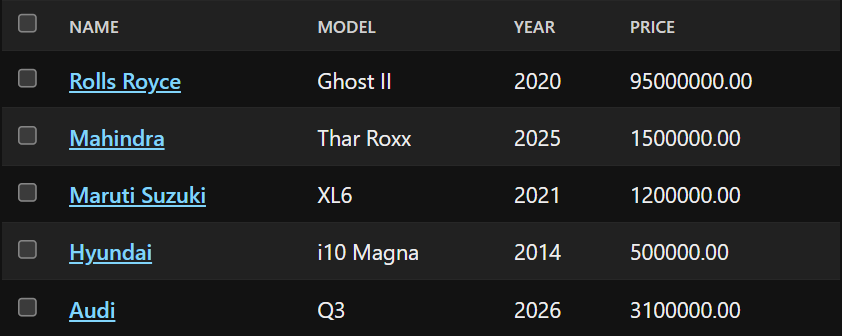 NAME MODEL YEAR PRICE
Rolls Royce Ghost II 2020 95000000.00
Mahindra Thar Roxx 2025 1500000.00
Maruti Suzuki XL6 2021 1200000.00
Hyundai i10 Magna 2014 500000.00
Audi Q3 2026 3100000.00